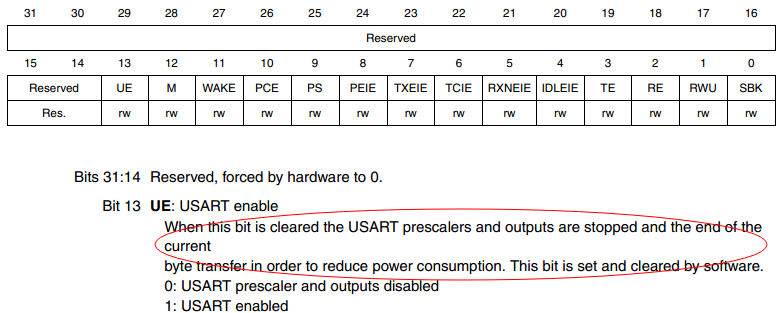 31 30 29 28 27 26 25 24 23 22 21 20 19 18 17 16
Reserved
15 14 13 12 11 10 9 8 7 6 5 4 3 2 1 0
Reserved UE M WAKE PCE PS PEIE TXEIE TCIE RXNEIE IDLEIE TE RE RWU SBK
Res. rw rw rw rw rw rw rw rw rw rw rw rw rw rw
Bits 31:14 Reserved, forced by hardware to 0.
Bit 13 UE: USART enable
When this bit is cleared the USART prescalers and outputs are stopped and the end of the
current
byte transfer in order to reduce power consumption. This bit is set and cleared by software.
0: USART prescaler and outputs disabled
1: USART enabled